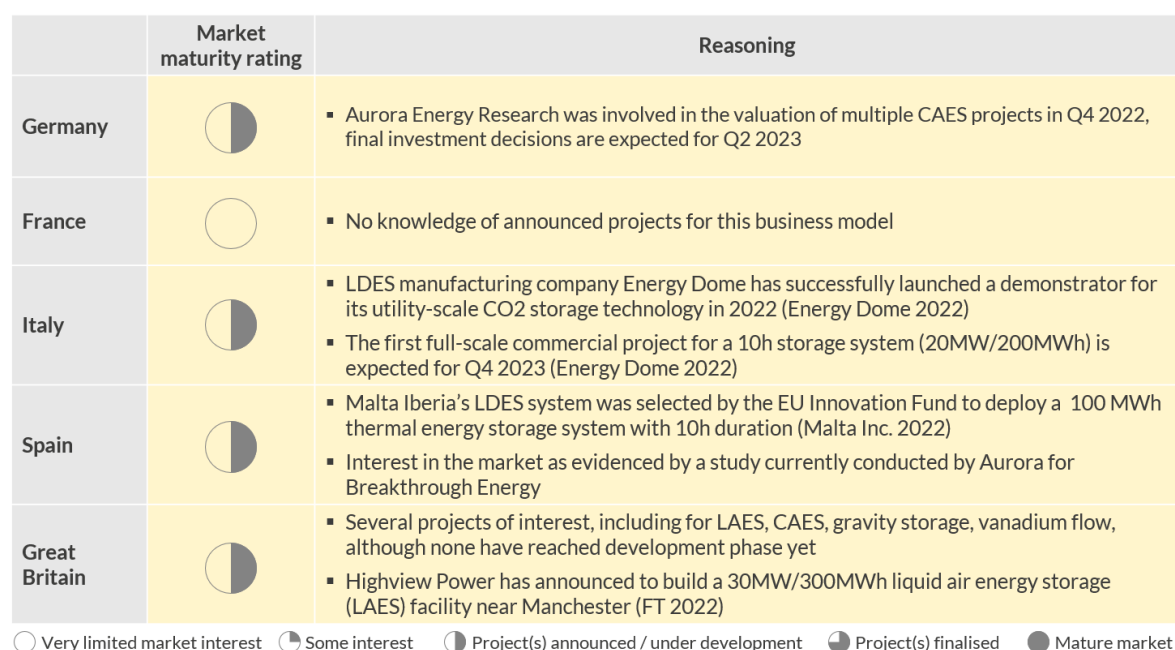 Market
maturity rating
Reasoning
Germany
▪ Aurora Energy Research was involved in the valuation of multiple CAES projects in Q4 2022,
final investment decisions are expected for Q2 2023
France
▪ No knowledge of announced projects for this business model
Italy
▪ LDES manufacturing company Energy Dome has successfully launched a demonstrator for
its utility-scale CO2 storage technology in 2022 (Energy Dome 2022)
▪ The first full-scale commercial project for a 10h storage system (20MW/200MWh) is
expected for Q4 2023 (Energy Dome 2022)
Spain
▪ Malta Iberia's LDES system was selected by the EU Innovation Fund to deploy a 100 MWh
thermal energy storage system with 10h duration (Malta Inc. 2022)
▪ Interest in the market as evidenced by a study currently conducted by Aurora for
Breakthrough Energy
Great
Britain
▪ Several projects of interest, including for LAES, CAES, gravity storage, vanadium flow,
although none have reached development phase yet
▪ Highview Power has announced to build a 30MW/300MWh liquid air energy storage
(LAES) facility near Manchester (FT 2022)
Very limited market interest Some interest Project(s) announced / under development Project(s) finalised Mature market